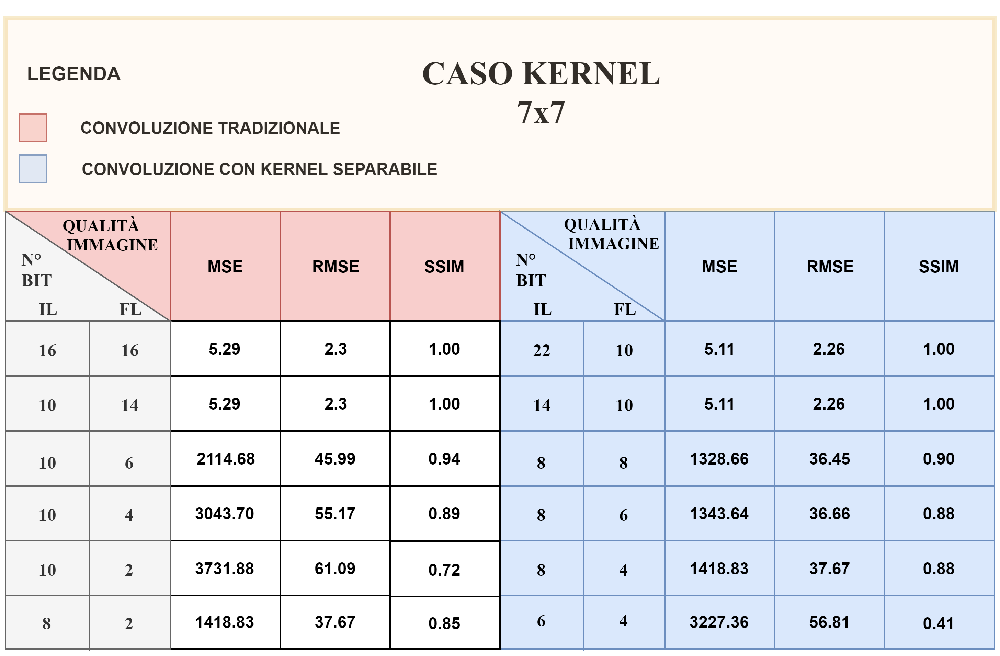 LEGENDA
CASO KERNEL
7x7
CONVOLUZIONE TRADIZIONALE
CONVOLUZIONE CON KERNEL SEPARABILE
QUALITÀ
IMMAGINE
N°
BIT
IL FL
MSE RMSE SSIM
QUALITÀ
IMMAGINE
N°
BIT
IL FL
MSE RMSE SSIM
16 16 5.29 2.3 1.00 22 10 5.11 2.26 1.00
10 14 5.29 2.3 1.00 14 10 5.11 2.26 1.00
10 6 2114.68 45.99 0.94 8 8 1328.66 36.45 0.90
10 4 3043.70 55.17 0.89 8 6 1343.64 36.66 0.88
10 2 3731.88 61.09 0.72 8 4 1418.83 37.67 0.88
8 2 1418.83 37.67 0.85 6 4 3227.36 56.81 0.41